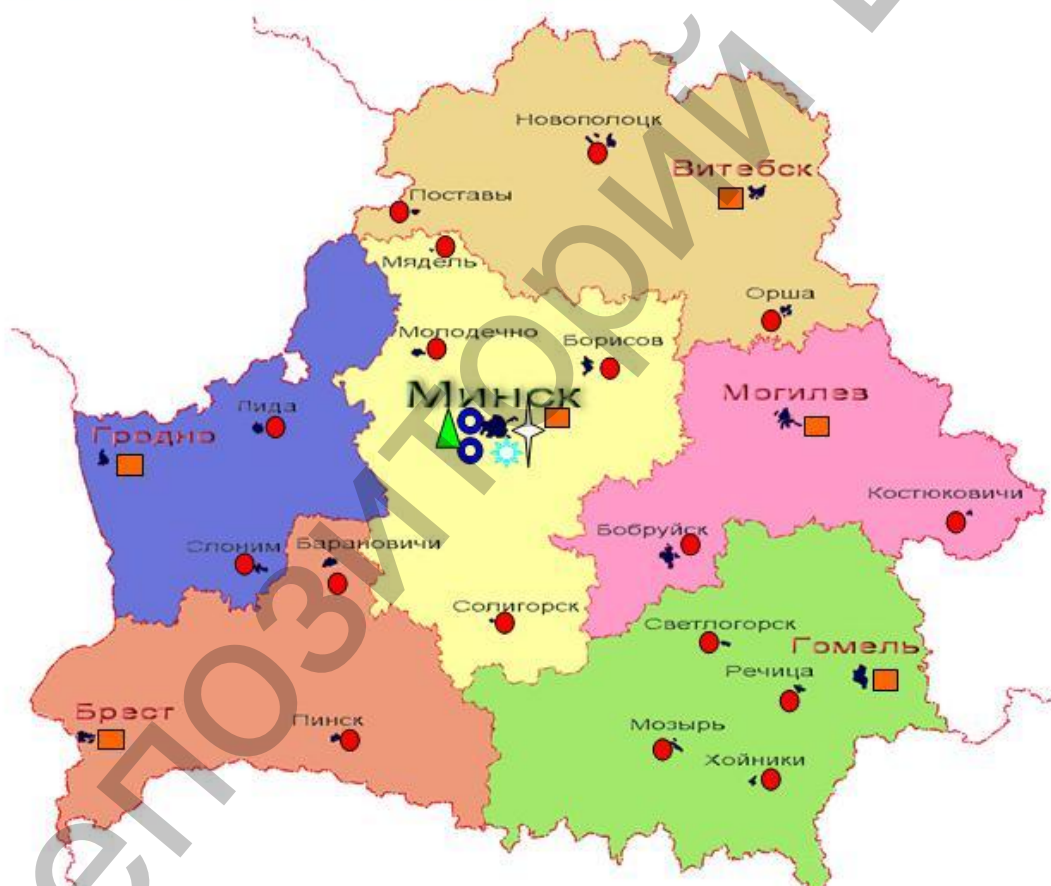 Новополоцк
Витебск
Поставы
Мядель
Орша
Молодечно
Борисов
Минск
Могилев
Лида
Гродно
Костюковичи
Бобруйск
Слоним
Барановичи
Солигорск
Светлогорск
Гомель
Речица
Брест
Пинск
Мозырь
Хойники
епозиторий